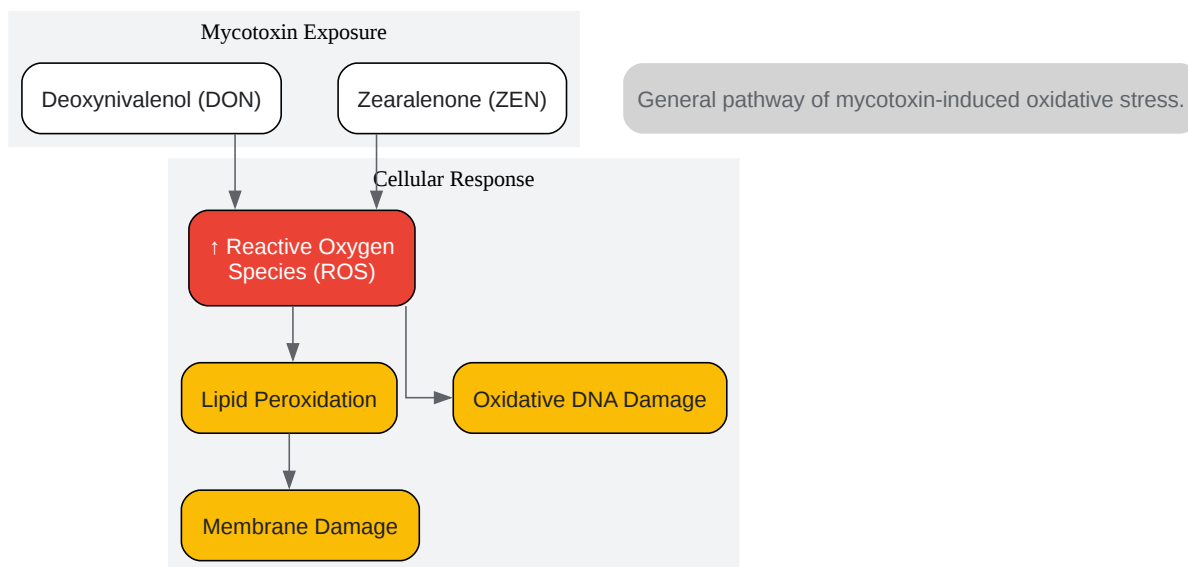 Mycotoxin Exposure
Deoxynivalenol (DON)
Zearalenone (ZEN)
General pathway of mycotoxin-induced oxidative stress.
Cellular Response
↑ Reactive Oxygen
Species (ROS)
Lipid Peroxidation
Oxidative DNA Damage
Membrane Damage